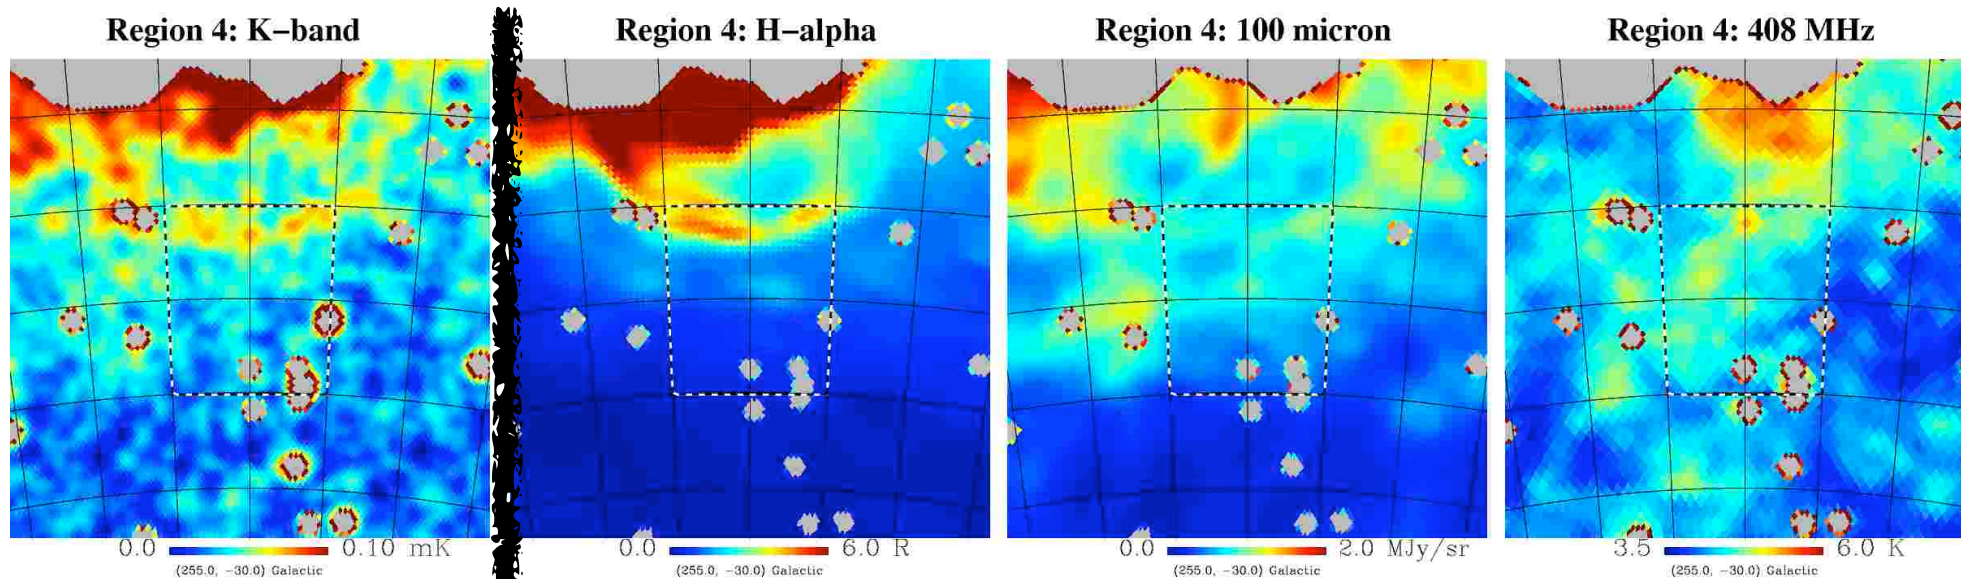 Region 4: K-band
Region 4: H-alpha
Region 4: 100 micron
Region 4: 408 MHz
0.0 0.10 mK
(255.0, -30.0) Galactic
0.0 6.0 R
(255.0, -30.0) Galactic
0.0 2.0 MJy/sr
(255.0, -30.0) Galactic
3.5 6.0 K
(255.0, -30.0) Galactic